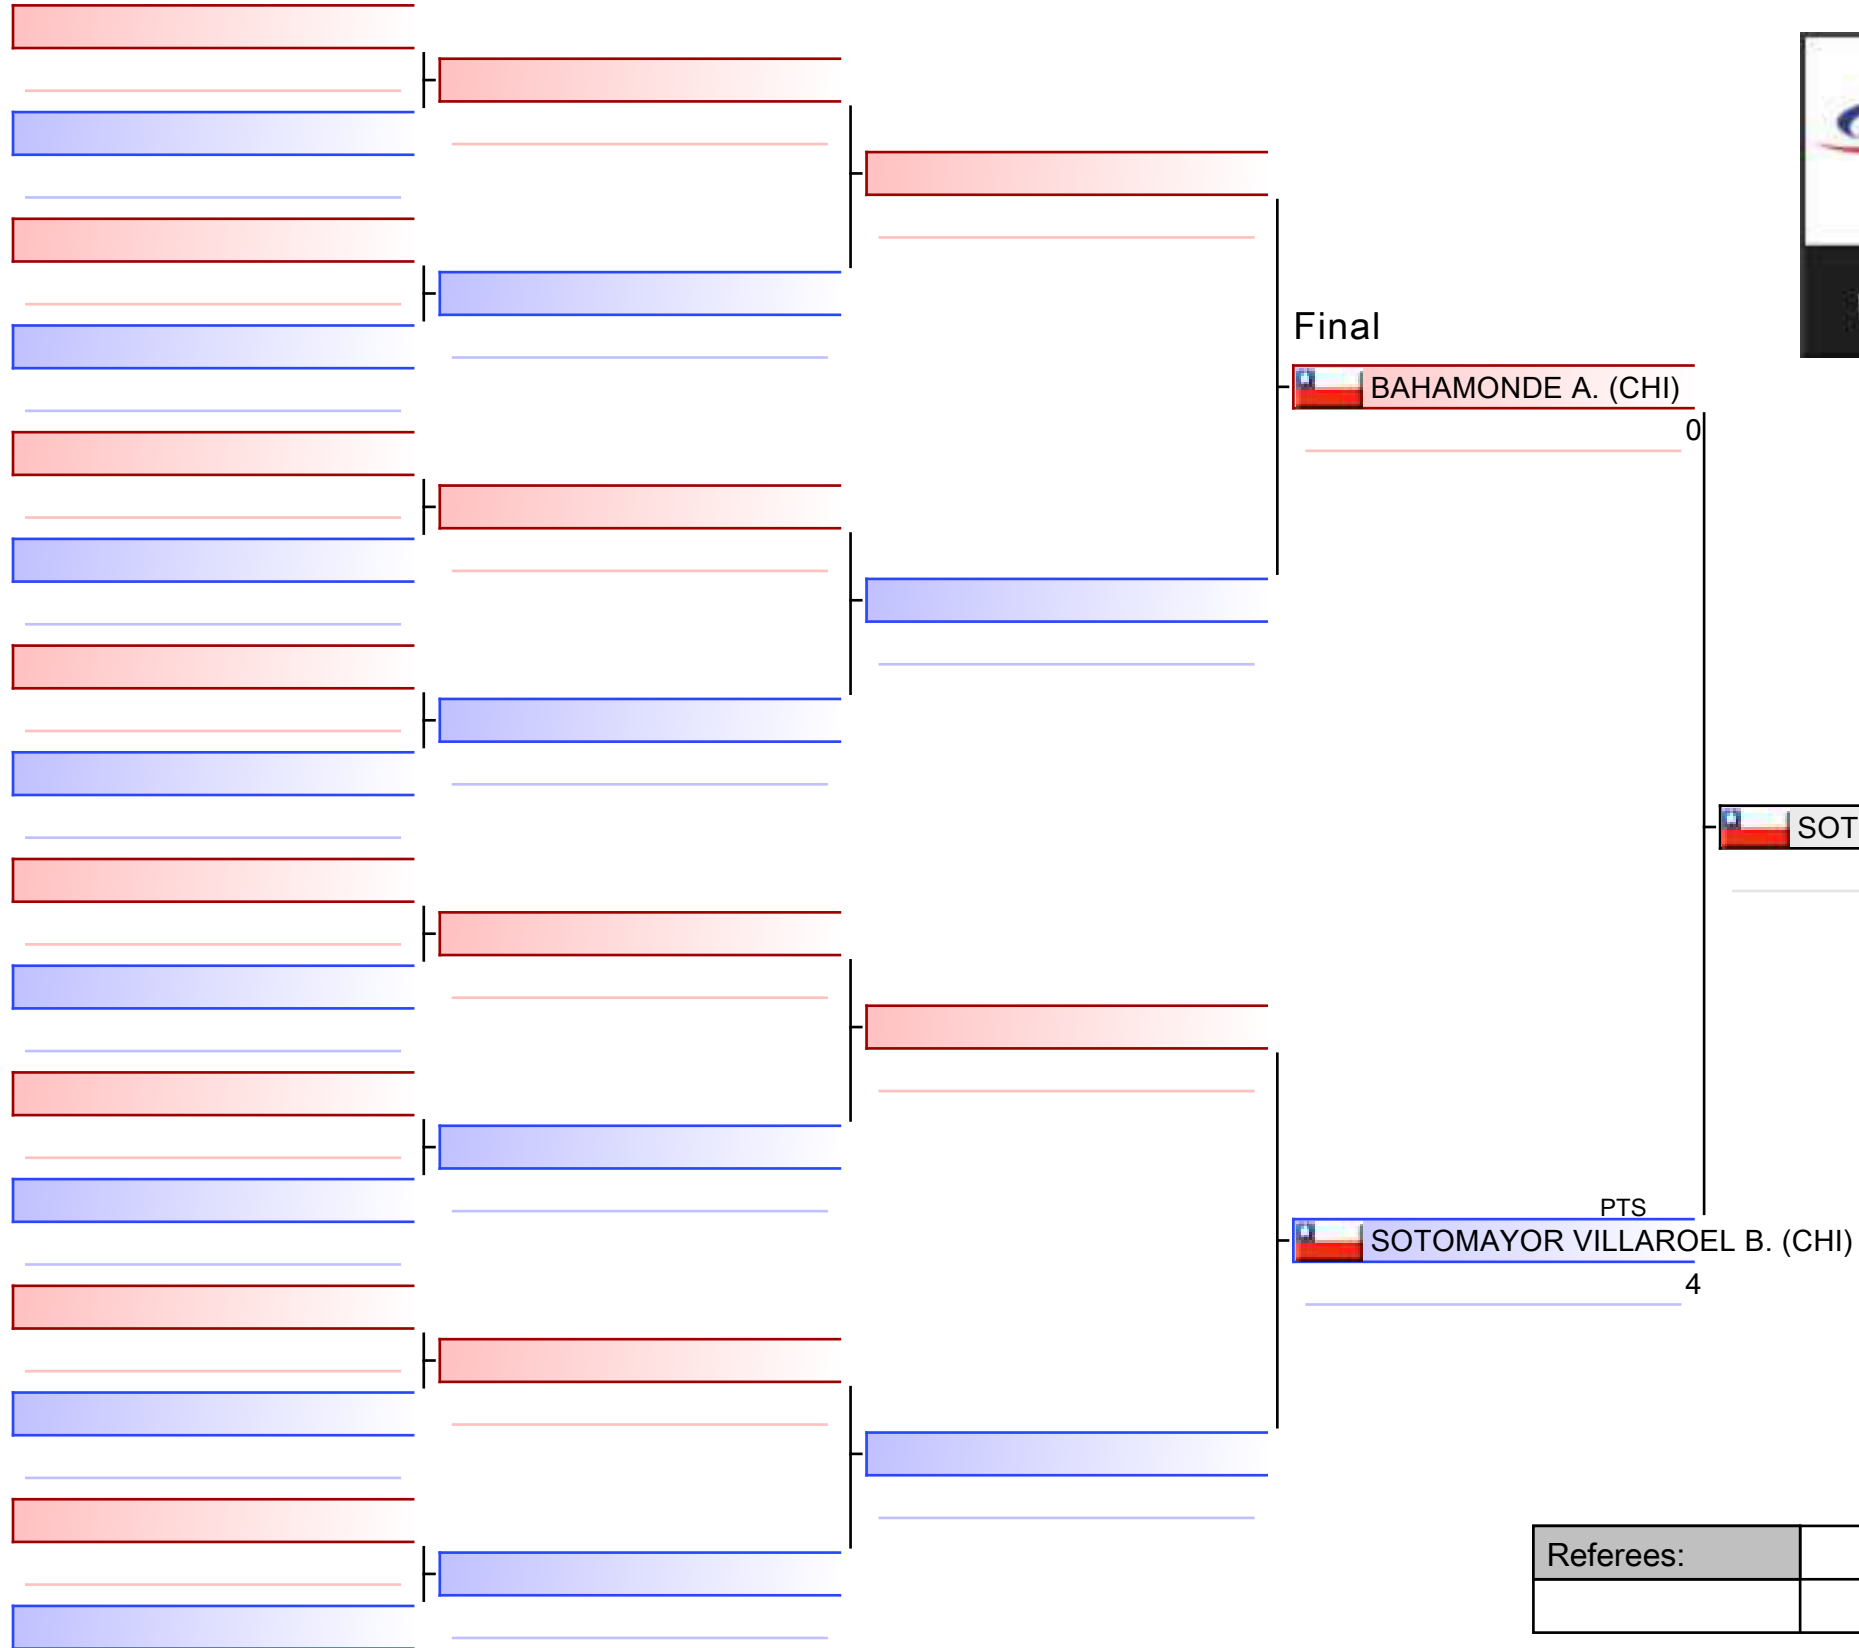 Final
BAHAMONDE A. (CHI)
0
SOT
PTS
SOTOMAYOR VILLAROEL B. (CHI)
4
Referees: